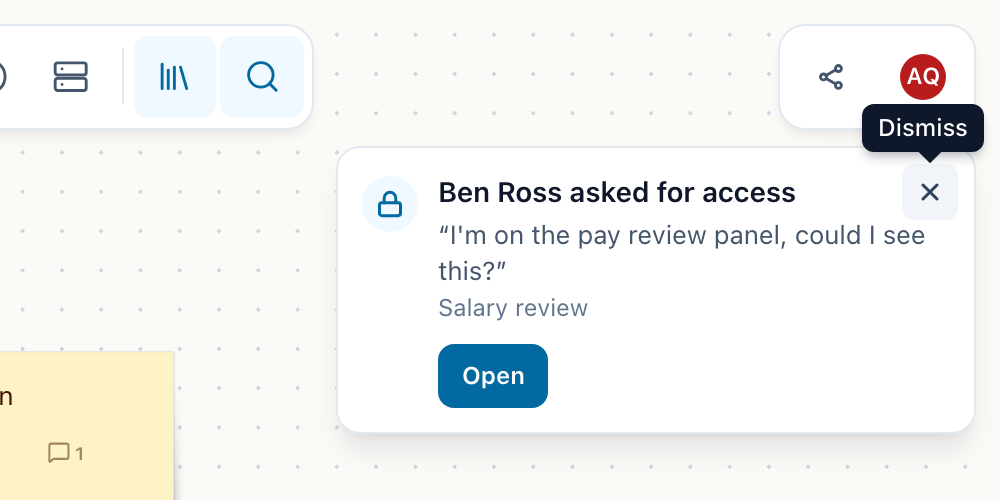 AQ
Dismiss
Ben Ross asked for access
“I'm on the pay review panel, could I see
this?”
Salary review
Open
n
1